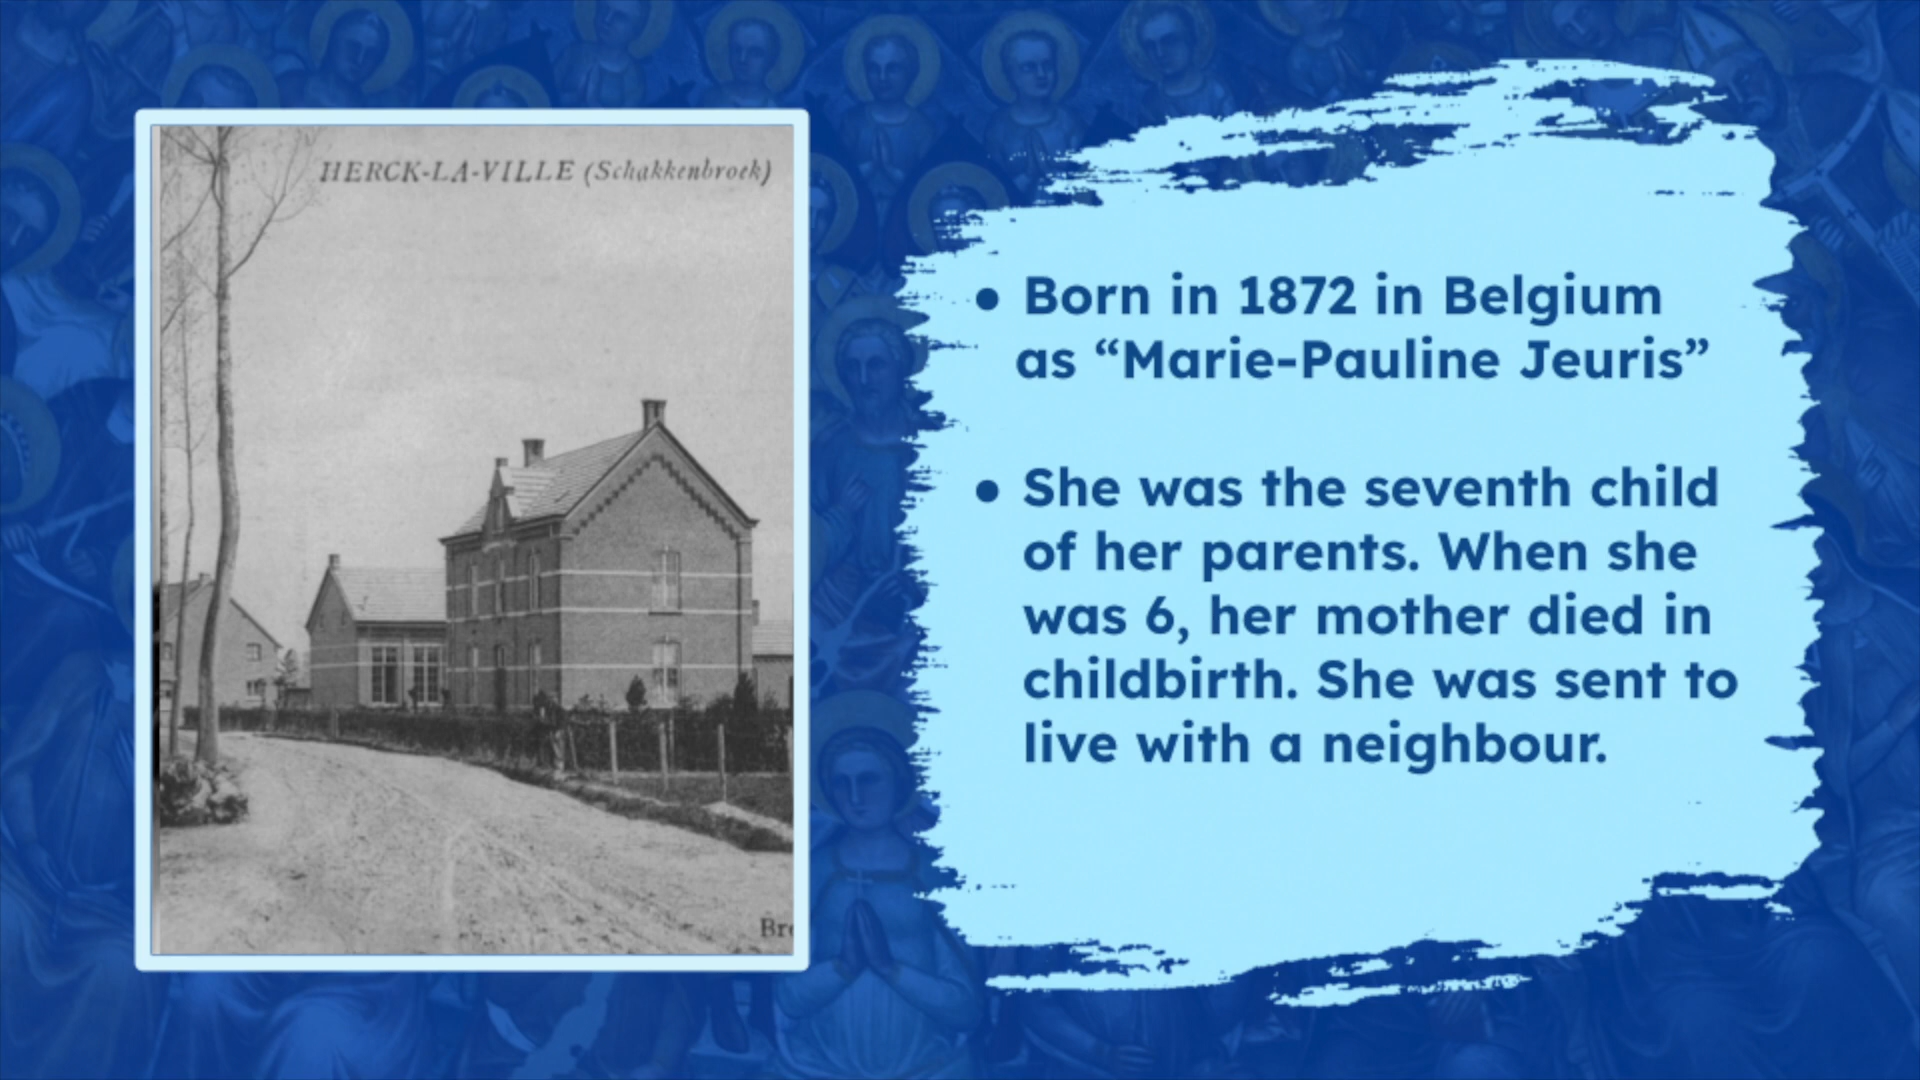 HERCK-LA-VILLE (Schakkenbroek)
• Born in 1872 in Belgium
as “Marie-Pauline Jeuris”
• She was the seventh child
of her parents. When she
was 6, her mother died in
childbirth. She was sent to
live with a neighbour.